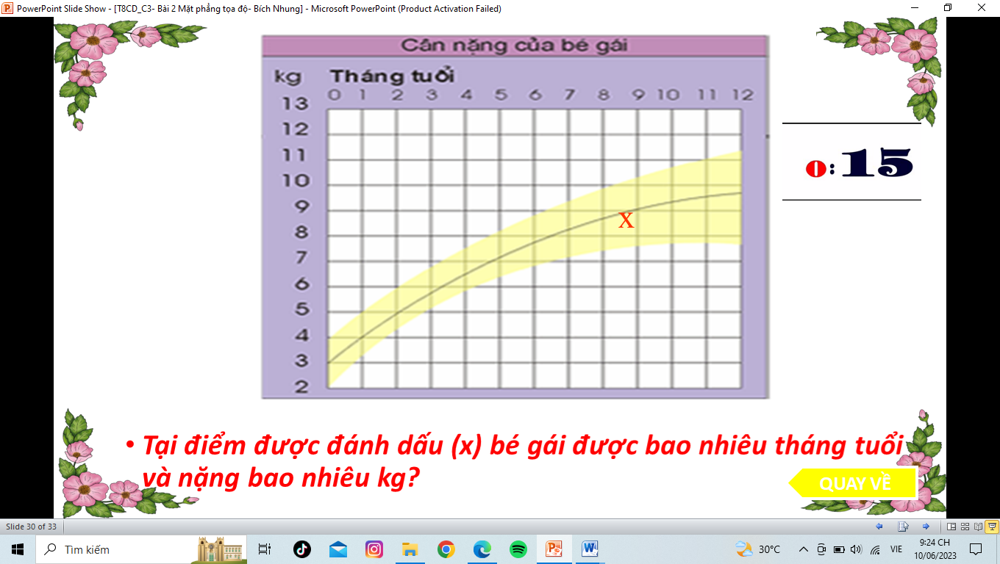 PowerPoint Slide Show - [T8CD_C3- Bài 2 Mặt phẳng tọa độ- Bích Nhung] - Microsoft PowerPoint (Product Activation Failed)
Cân nặng của bé gái
kg Tháng tuổi
0 1 2 3 4 5 6 7 8 9 10 11 12
13
12
11
10
9
8
7
6
5
4
3
2
x
0:15
• Tại điểm được đánh dấu (x) bé gái được bao nhiêu tháng tuổi
và nặng bao nhiêu kg?
QUAY VỀ
Slide 30 of 33
Tìm kiếm
30°C
VIE
9:24 CH
10/06/2023